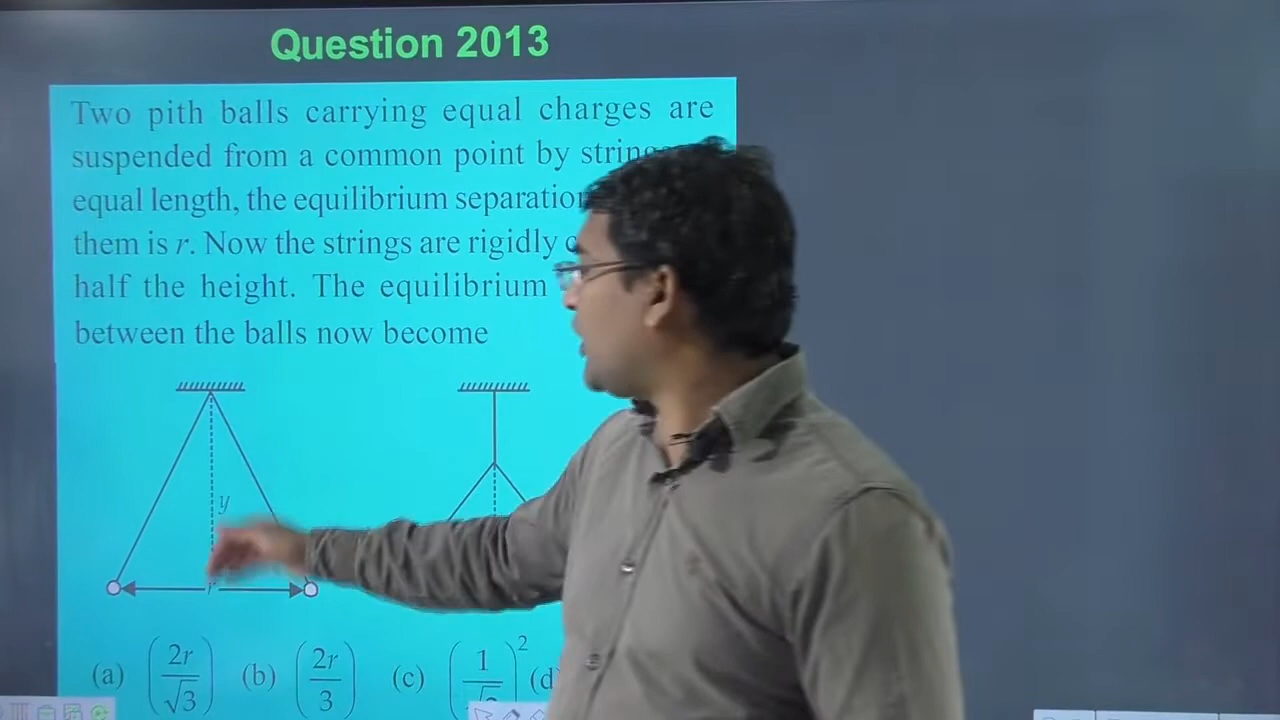 Question 2013
Two pith balls carrying equal charges are
suspended from a common point by
equal length, the equilibrium
them is r. Now the strings are rigidly
half the height. The equilibrium
between the balls now become
y
r
(a) (2r/√3) (b) (2r/3) (c) (1/√ )² (d)